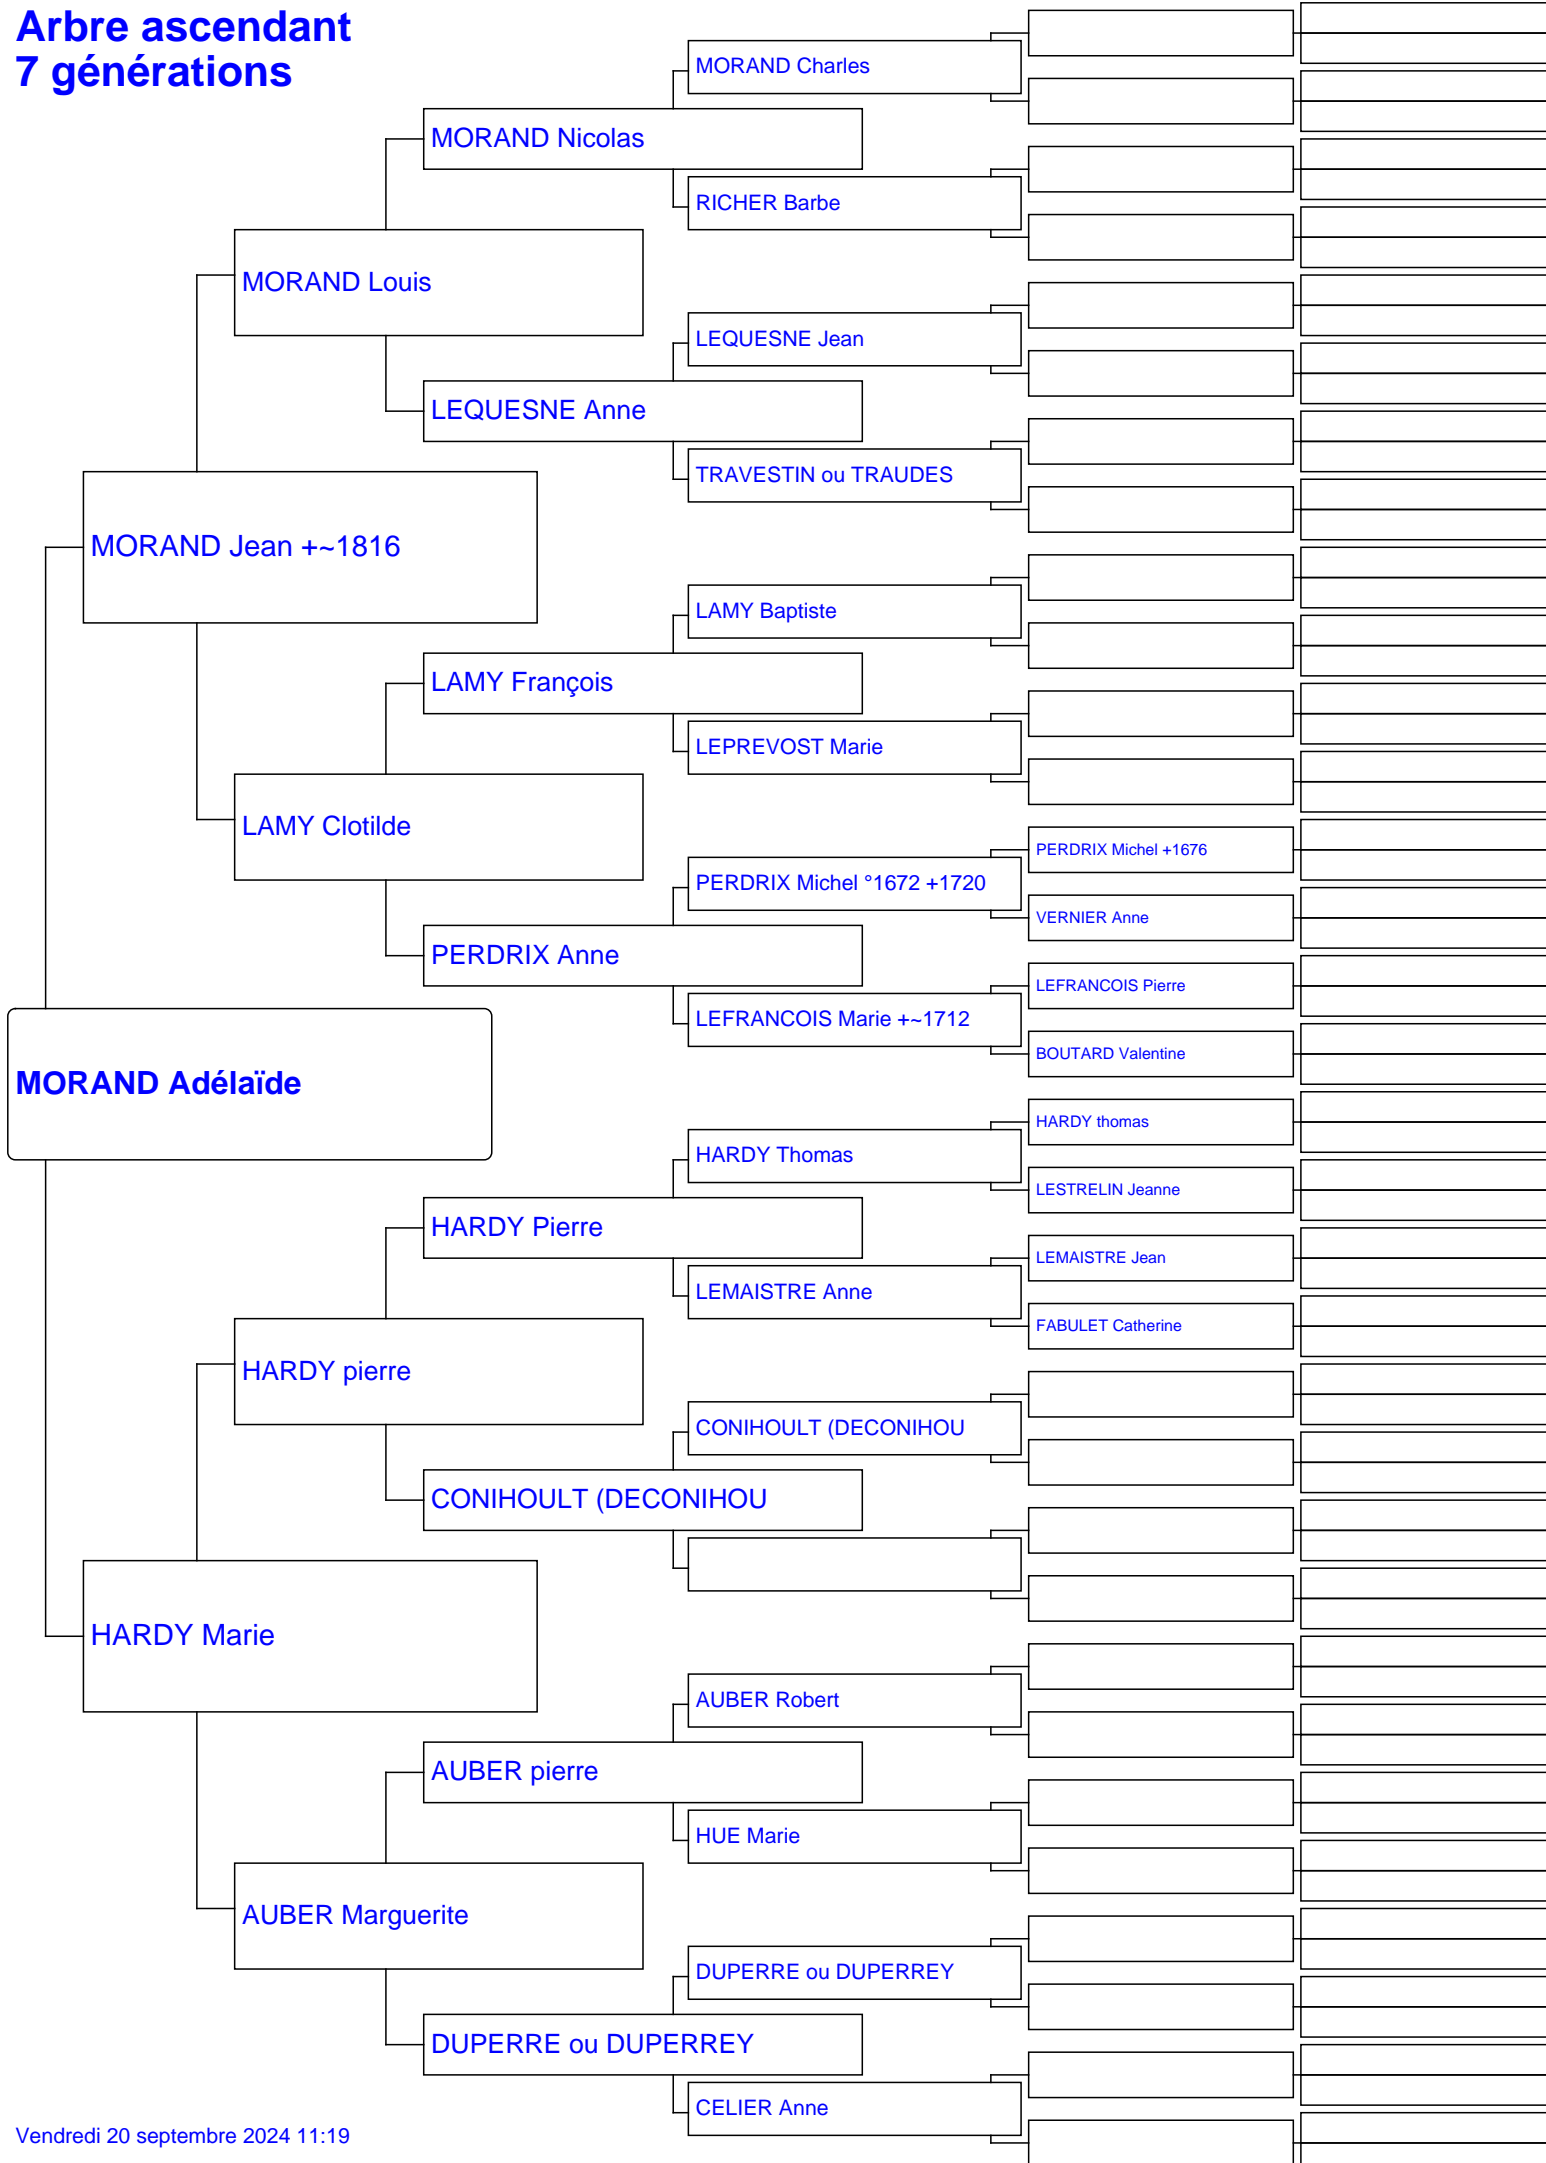 Arbre ascendant
7 générations
MORAND Charles
MORAND Nicolas
RICHER Barbe
MORAND Louis
LEQUESNE Jean
LEQUESNE Anne
TRAVESTIN ou TRAUDES
MORAND Jean +~1816
LAMY Baptiste
LAMY François
LEPREVOST Marie
LAMY Clotilde
PERDRIX Michel +1676
PERDRIX Michel °1672 +1720
VERNIER Anne
PERDRIX Anne
LEFRANCOIS Pierre
LEFRANCOIS Marie +~1712
BOUTARD Valentine
MORAND Adélaïde
HARDY thomas
HARDY Thomas
LESTRELIN Jeanne
HARDY Pierre
LEMAISTRE Jean
LEMAISTRE Anne
FABULET Catherine
HARDY pierre
CONIHOULT (DECONIHOU
CONIHOULT (DECONIHOU
HARDY Marie
AUBER Robert
AUBER pierre
HUE Marie
AUBER Marguerite
DUPERRE ou DUPERREY
DUPERRE ou DUPERREY
CELIER Anne
Vendredi 20 septembre 2024 11:19